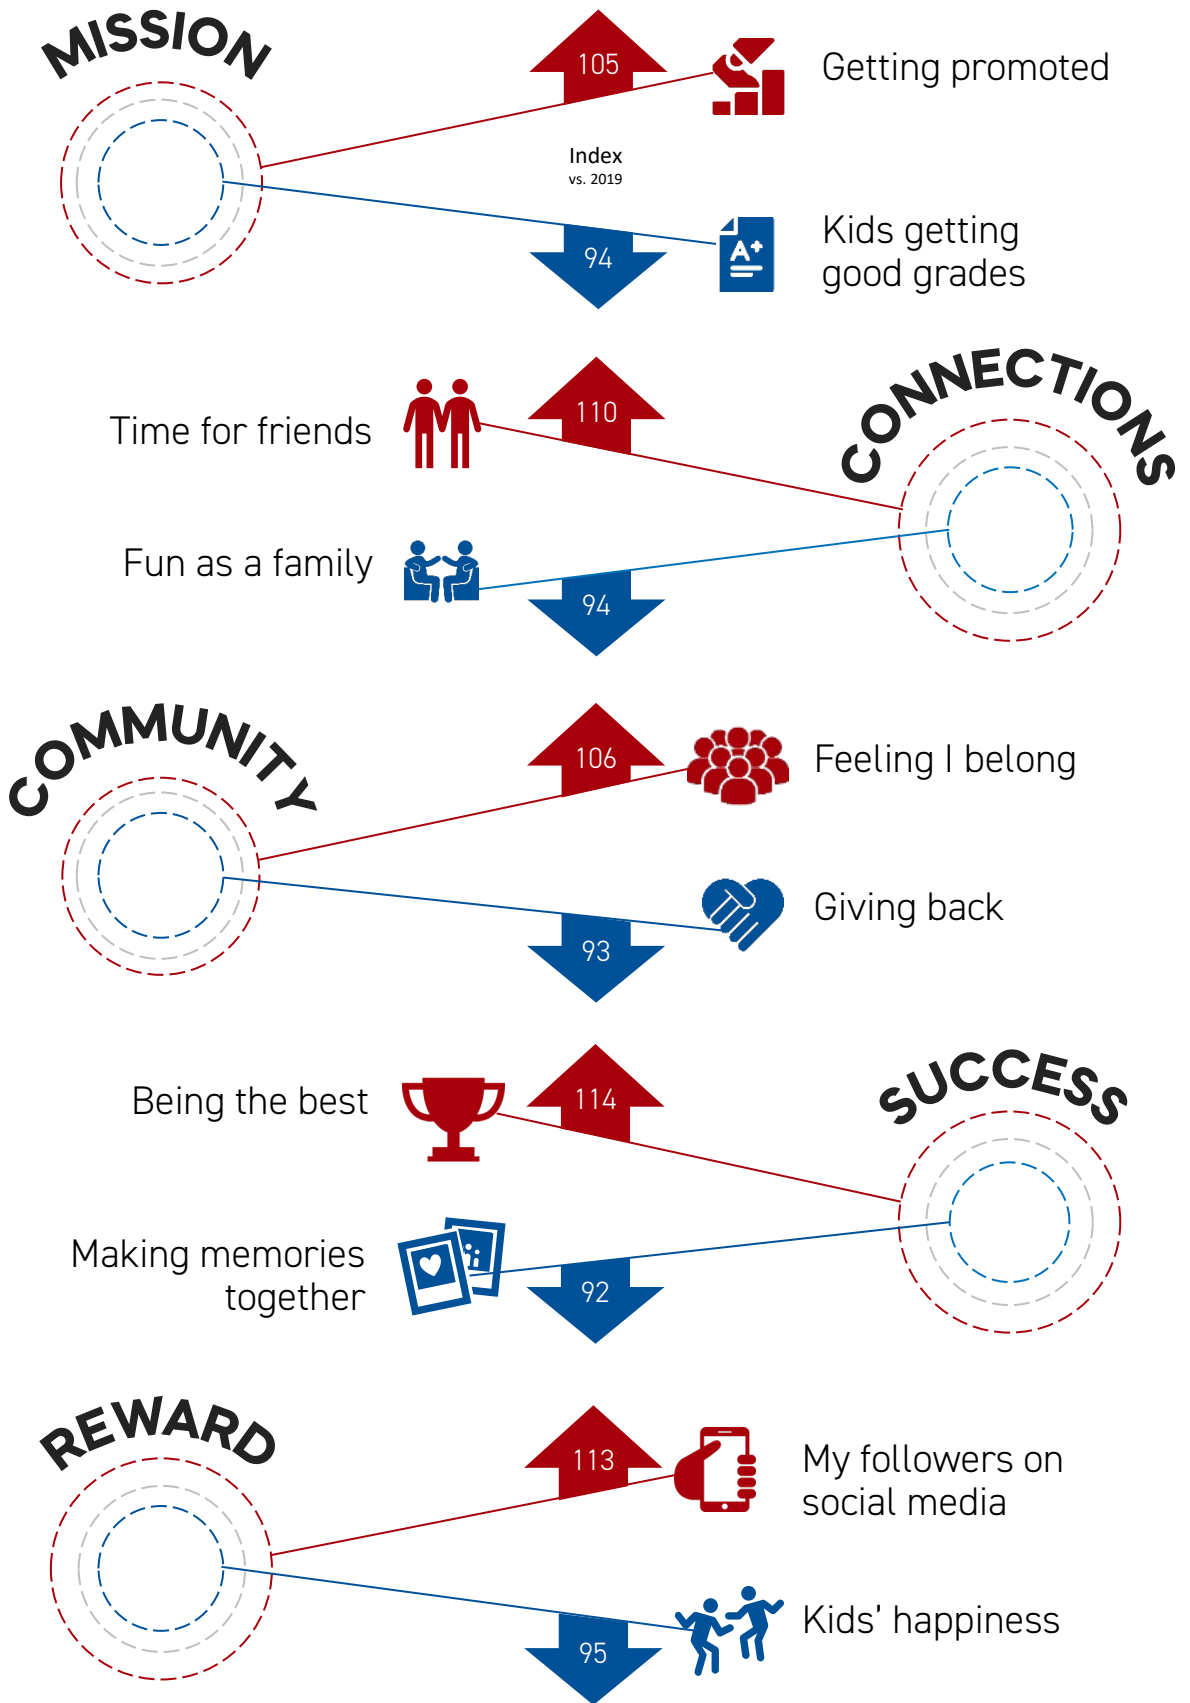 MISSION
105
Getting promoted
Index
vs. 2019
94
A+
Kids getting
good grades
CONNECTIONS
110
Time for friends
Fun as a family
94
COMMUNITY
106
Feeling I belong
Giving back
93
SUCCESS
114
Being the best
Making memories
together
92
REWARD
113
My followers on
social media
Kids' happiness
95